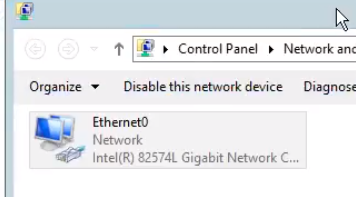 Control Panel Network and
Organize Disable this network device Diagnose
Ethernet0
Network
Intel(R) 82574L Gigabit Network C...